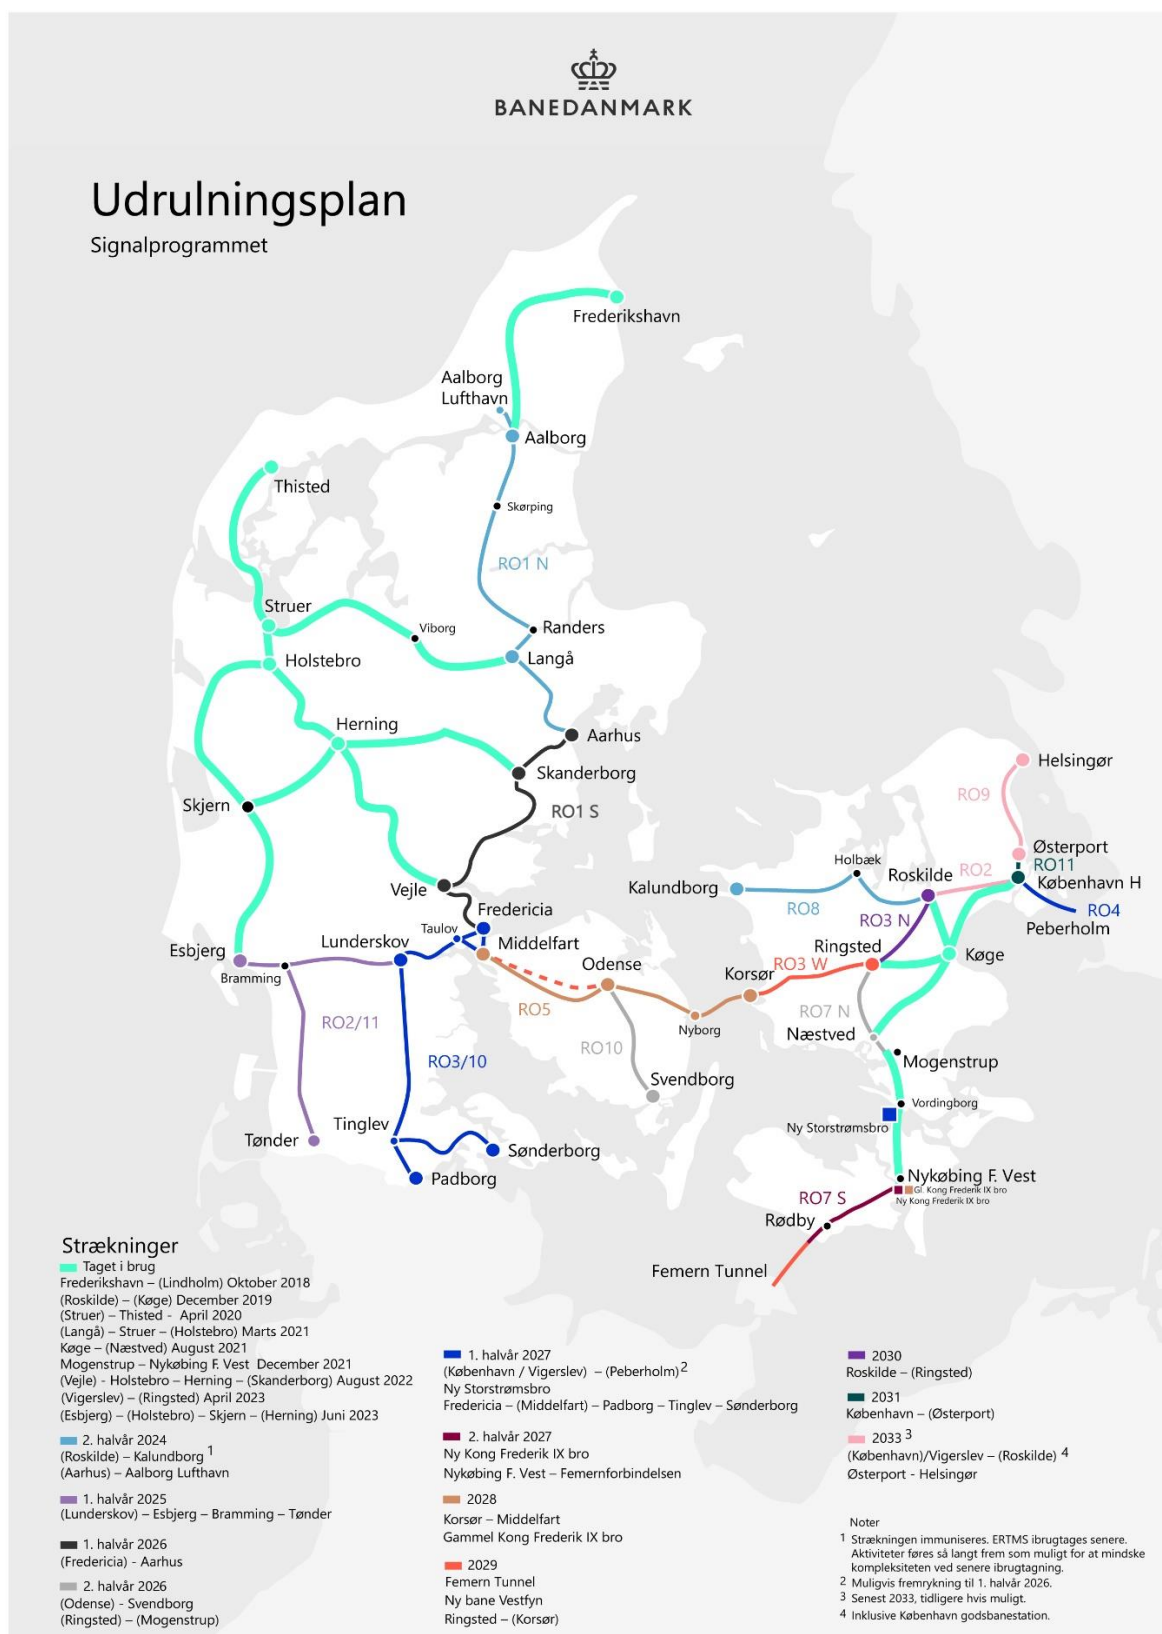 BANEDANMARK
Udrulningsplan
Signalprogrammet
Frederikshavn
Aalborg
Lufthavn
Aalborg
Thisted
Skørping
RO1 N
Struer
Viborg
Randers
Holstebro
Langå
Herning
Aarhus
Skanderborg
Helsingør
Skjern
RO1 S
RO9
Østerport
Holbæk
RO11
RO2
Vejle
Kalundborg
Roskilde
København H
RO8
RO4
Fredericia
RO3 N
Peberholm
Taulov
Lunderskov
Middelfart
Ringsted
Esbjerg
Odense
RO3 W
Køge
Bramming
Korsør
RO5
RO7 N
RO2/11
Nyborg
Næstved
RO10
RO3/10
Mogenstrup
Svendborg
Vordingborg
Tinglev
Ny Storstrømsbro
Tønder
Sønderborg
Padborg
Nykøbing F. Vest
Gl. Kong Frederik IX bro
RO7 S
Ny Kong Frederik IX bro
Rødby
Femern Tunnel
Strækninger
Taget i brug
Frederikshavn – (Lindholm) Oktober 2018
(Roskilde) – (Køge) December 2019
(Struer) – Thisted - April 2020
(Langå) – Struer – (Holstebro) Marts 2021
Køge – (Næstved) August 2021
Mogenstrup – Nykøbing F. Vest December 2021
(Vejle) - Holstebro – Herning – (Skanderborg) August 2022
(Vigerslev) – (Ringsted) April 2023
(Esbjerg) – (Holstebro) – Skjern – (Herning) Juni 2023
2. halvår 2024
(Roskilde) – Kalundborg 1
(Aarhus) – Aalborg Lufthavn
1. halvår 2025
(Lunderskov) – Esbjerg – Bramming – Tønder
1. halvår 2026
(Fredericia) - Aarhus
2. halvår 2026
(Odense) - Svendborg
(Ringsted) – (Mogenstrup)
1. halvår 2027
(København / Vigerslev) – (Peberholm) 2
Ny Storstrømsbro
Fredericia – (Middelfart) – Padborg – Tinglev – Sønderborg
2. halvår 2027
Ny Kong Frederik IX bro
Nykøbing F. Vest – Femernforbindelsen
2028
Korsør – Middelfart
Gammel Kong Frederik IX bro
2029
Femern Tunnel
Ny bane Vestfyn
Ringsted – (Korsør)
2030
Roskilde – (Ringsted)
2031
København – (Østerport)
2033 3
(København)/Vigerslev – (Roskilde) 4
Østerport - Helsingør
Noter
1 Strækningen immuniseres. ERTMS ibrugtages senere.
Aktiviteter føres så langt frem som muligt for at mindske
kompleksiteten ved senere ibrugtagning.
2 Muligvis fremrykning til 1. halvår 2026.
3 Senest 2033, tidligere hvis muligt.
4 Inklusive København godsbanestation.